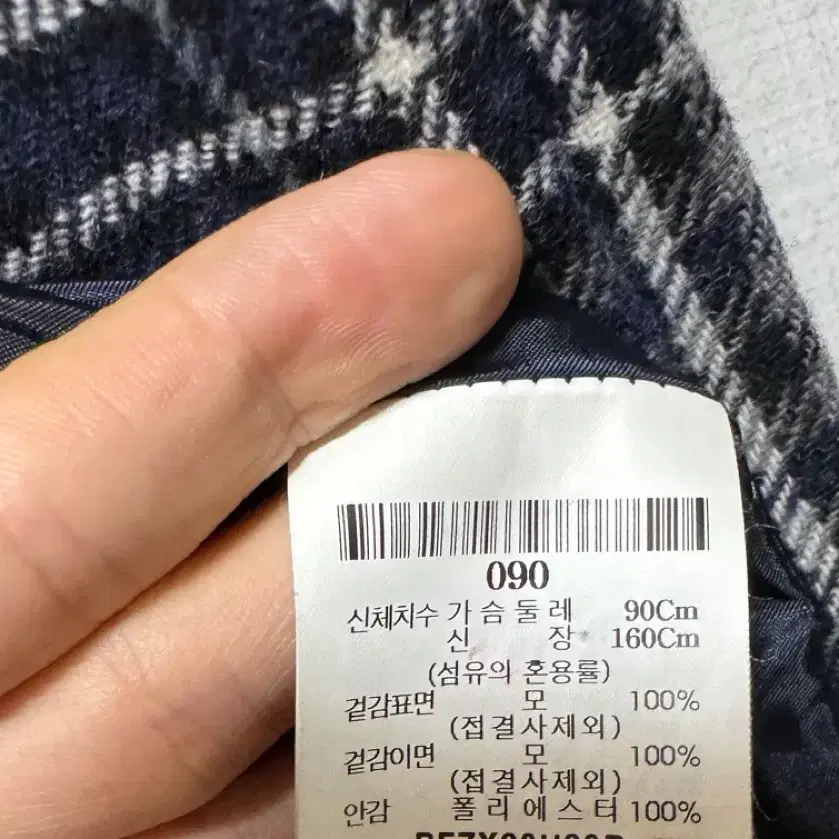 090
신체치수 가 슴 둘 레 90Cm
신 장 160Cm
(섬유의 혼용률)
겉감표면 모 100%
(접결사제외)
겉감이면 모 100%
(접결사제외)
안감 폴리에스터 100%